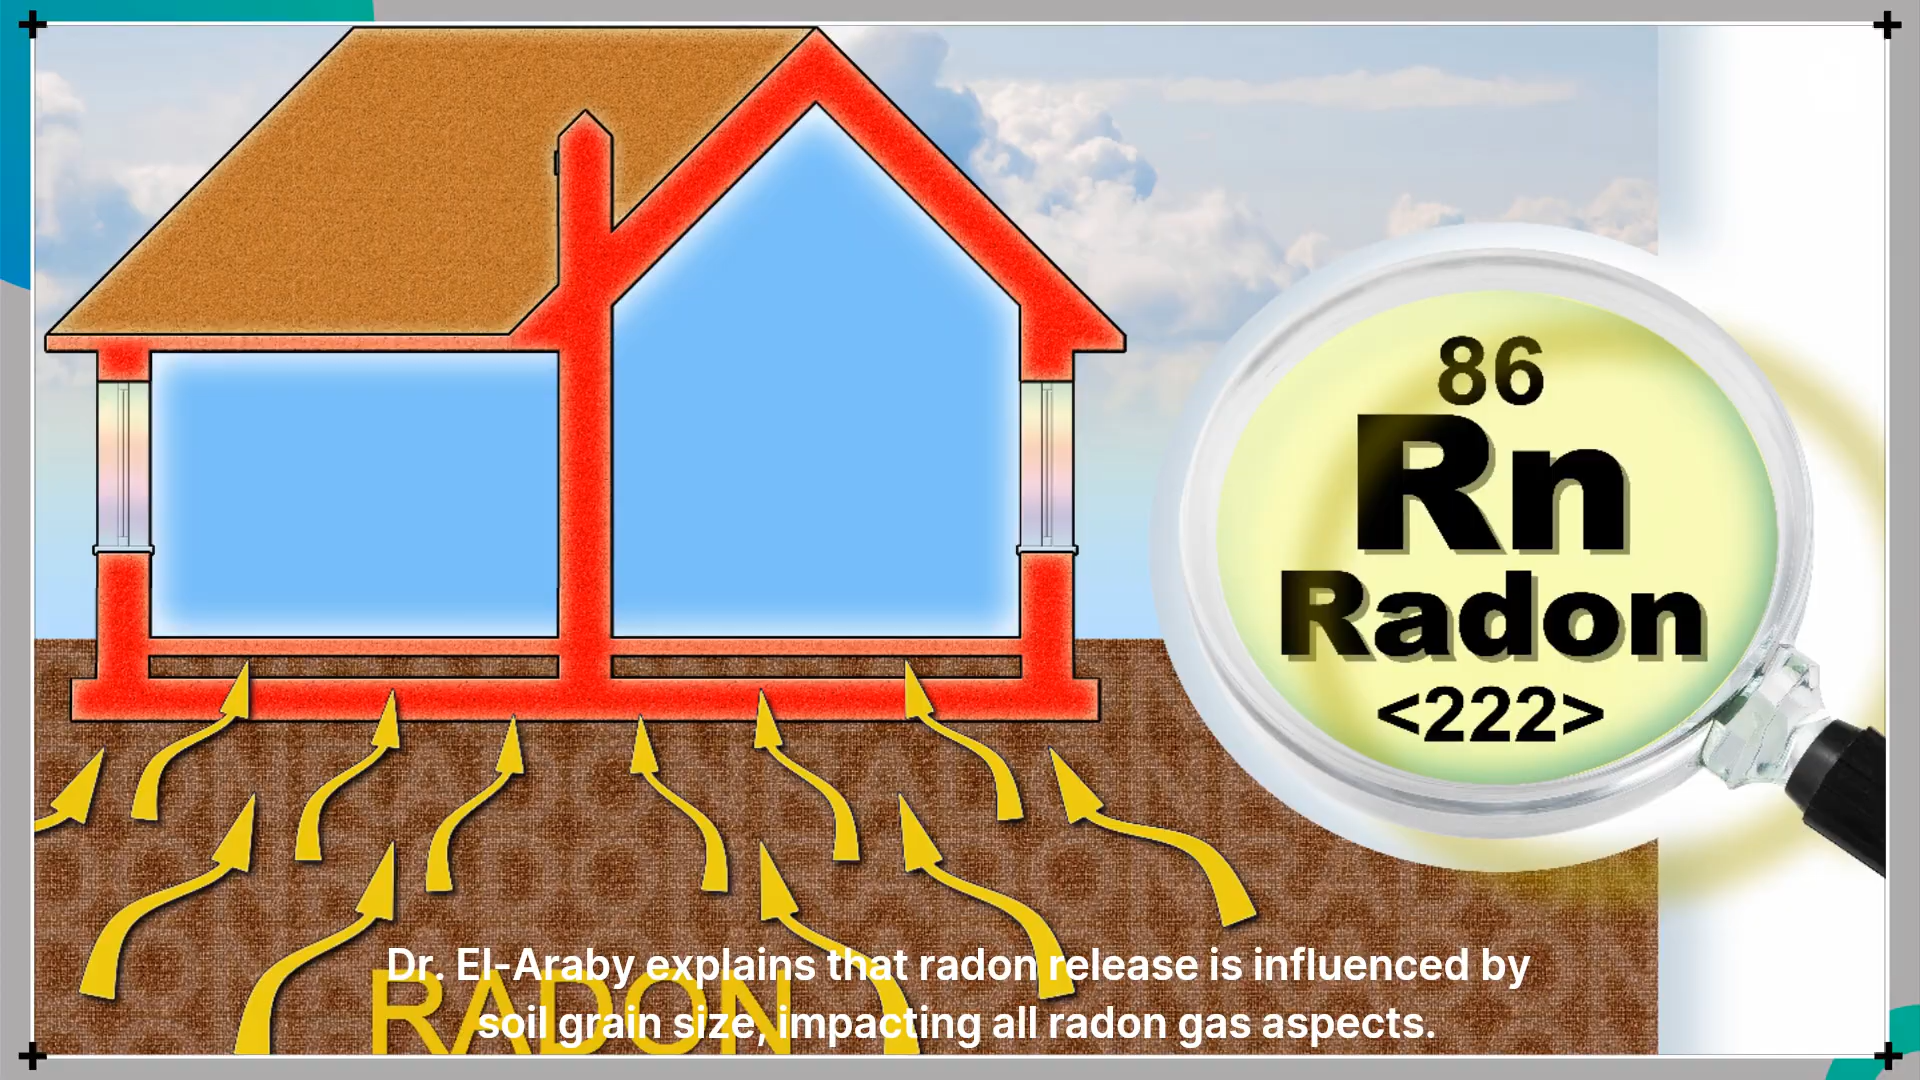 86
Rn
Radon
<222>
RADON
Dr. El-Araby explains that radon release is influenced by
soil grain size, impacting all radon gas aspects.